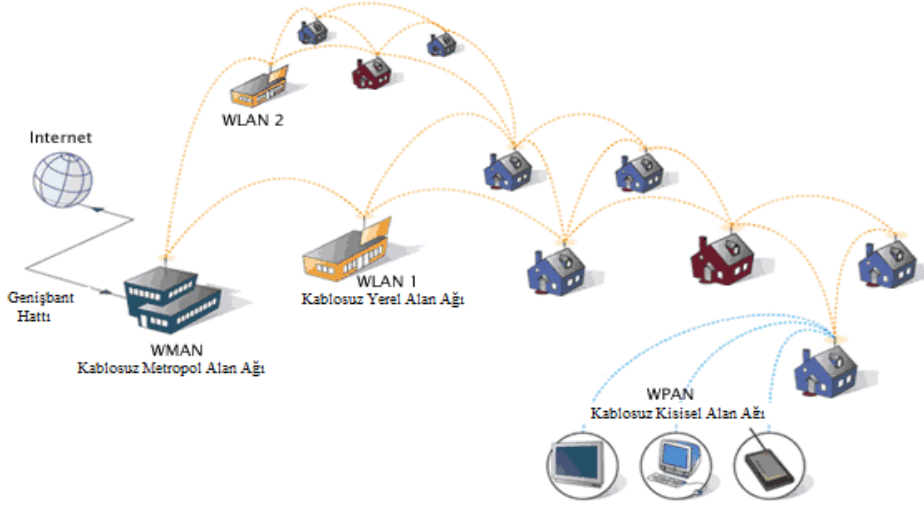 WLAN 2
Internet
WLAN 1
Kablosuz Yerel Alan Ağı
Genişbant
Hattı
WMAN
Kablosuz Metropol Alan Ağı
WPAN
Kablosuz Kisisel Alan Ağı